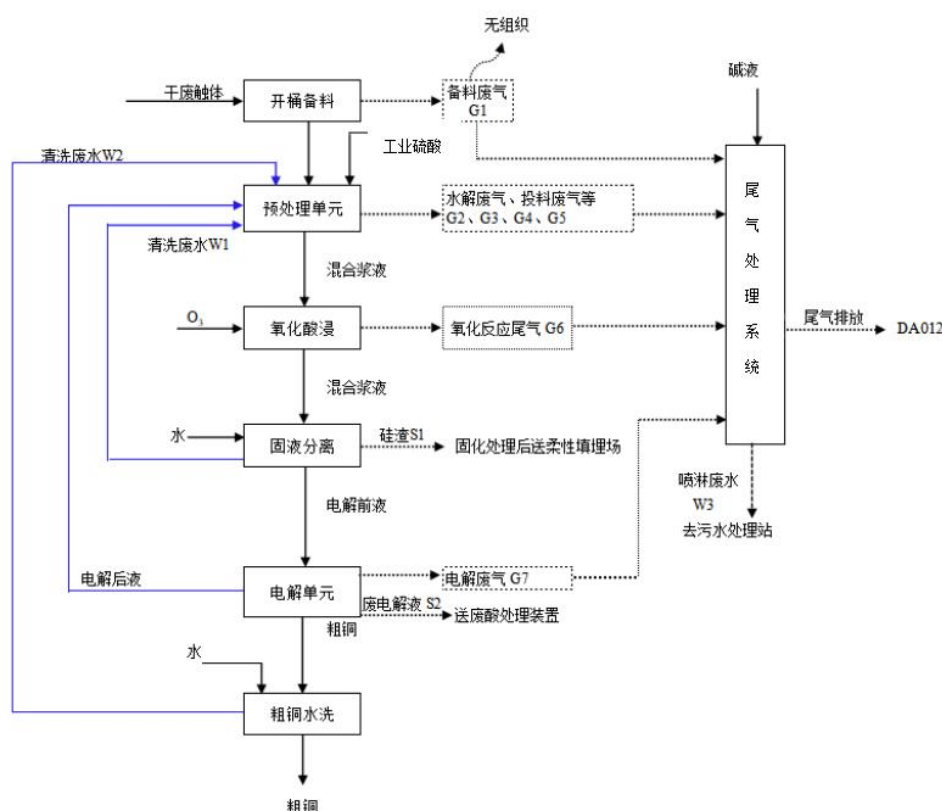 无组织
碱液
干废触体
开桶备料
备料废气
G1
工业硫酸
清洗废水W2
预处理单元
水解废气、投料废气等
G2、G3、G4、G5
清洗废水W1
混合浆液
O₃
氧化酸浸
氧化反应尾气 G6
尾气处理系统
尾气排放
DA012
混合浆液
水
固液分离
硅渣S1
固化处理后送柔性填埋场
喷淋废水
W3
去污水处理站
电解前液
电解后液
电解单元
电解废气 G7
废电解液 S2
送废酸处理装置
粗铜
水
粗铜水洗
粗铜